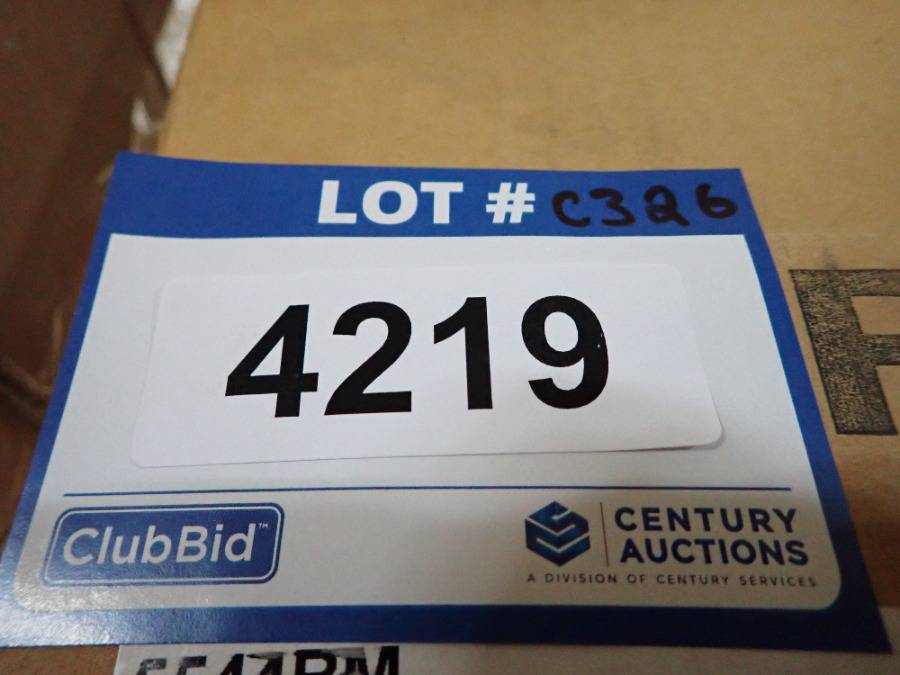 LOT # C326
4219
ClubBid™
CENTURY
AUCTIONS
A DIVISION OF CENTURY SERVICES